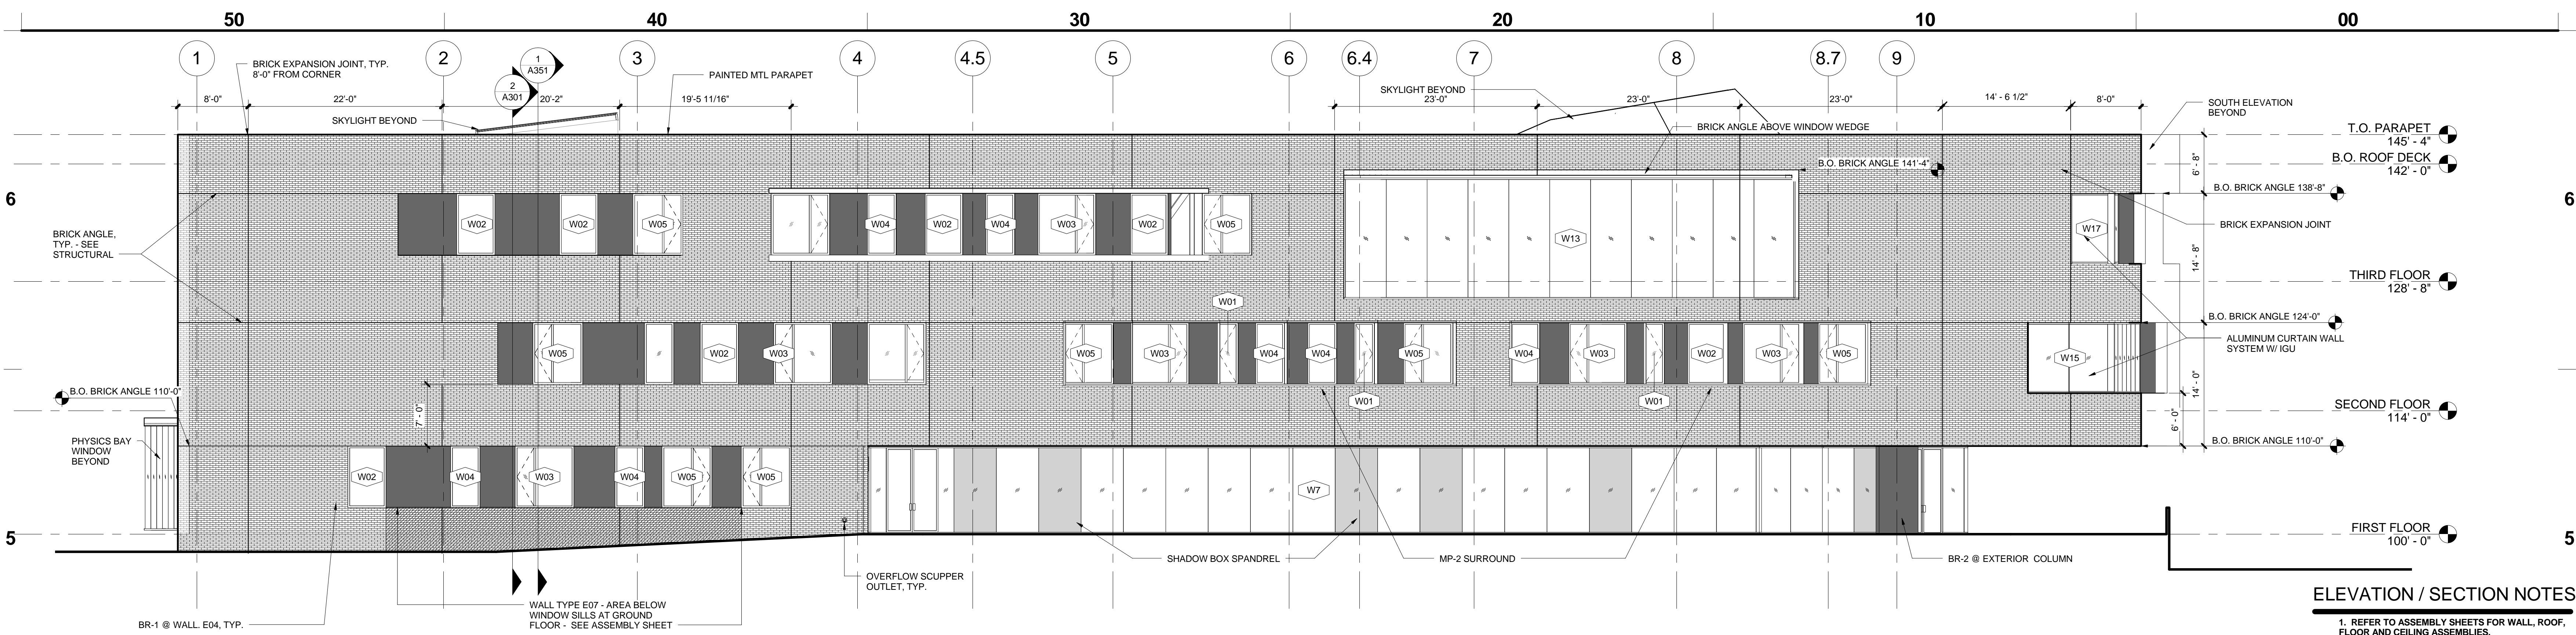 50 40 30 20 10 00
1 2 3 4 4.5 5 6 6.4 7 8 8.7 9
BRICK EXPANSION JOINT, TYP.
8'-0" FROM CORNER
1
A351
2
A301
PAINTED MTL PARAPET
SKYLIGHT BEYOND
8'-0" 22'-0" 20'-2" 19'-5 11/16" 23'-0" 23'-0" 23'-0" 14' - 6 1/2" 8'-0"
SKYLIGHT BEYOND
BRICK ANGLE ABOVE WINDOW WEDGE
SOUTH ELEVATION
BEYOND
T.O. PARAPET
145' - 4"
B.O. ROOF DECK
142' - 0"
B.O. BRICK ANGLE 141'-4"
6' - 8"
B.O. BRICK ANGLE 138'-8"
6
6
W02 W02 W05 W04 W02 W04 W03 W02 W05 W13 W17
BRICK EXPANSION JOINT
BRICK ANGLE,
TYP. - SEE
STRUCTURAL
14' - 8"
THIRD FLOOR
128' - 8"
W01
B.O. BRICK ANGLE 124'-0"
ALUMINUM CURTAIN WALL
SYSTEM W/ IGU
W05 W02 W03 W05 W03 W04 W04 W05 W04 W03 W02 W03 W05 W15
W01 W01
B.O. BRICK ANGLE 110'-0"
7' - 0"
14' - 0"
6' - 0"
SECOND FLOOR
114' - 0"
B.O. BRICK ANGLE 110'-0"
PHYSICS BAY
WINDOW
BEYOND
W02 W04 W03 W04 W05 W05 W7
5
5
FIRST FLOOR
100' - 0"
SHADOW BOX SPANDREL
MP-2 SURROUND
BR-2 @ EXTERIOR COLUMN
OVERFLOW SCUPPER
OUTLET, TYP.
WALL TYPE E07 - AREA BELOW
WINDOW SILLS AT GROUND
FLOOR - SEE ASSEMBLY SHEET
BR-1 @ WALL. E04, TYP.
ELEVATION / SECTION NOTES
1. REFER TO ASSEMBLY SHEETS FOR WALL, ROOF,
FLOOR AND CEILING ASSEMBLIES.